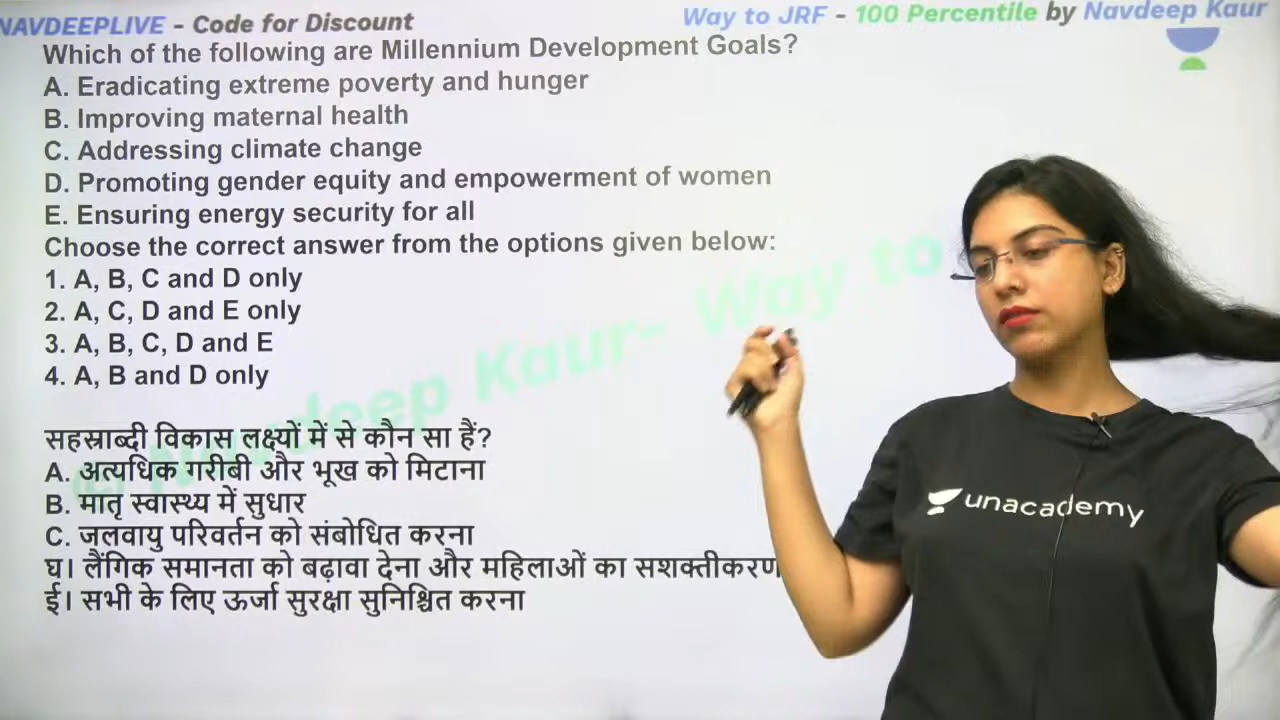 NAVDEEPLIVE - Code for Discount
Way to JRF - 100 Percentile by Navdeep Kaur
Which of the following are Millennium Development Goals?
A. Eradicating extreme poverty and hunger
B. Improving maternal health
C. Addressing climate change
D. Promoting gender equity and empowerment of women
E. Ensuring energy security for all
Choose the correct answer from the options given below:
1. A, B, C and D only
2. A, C, D and E only
3. A, B, C, D and E
4. A, B and D only
© Navdeep Kaur- Way to
सहस्राब्दी विकास लक्ष्यों में से कौन सा हैं?
A. अत्यधिक गरीबी और भूख को मिटाना
B. मातृ स्वास्थ्य में सुधार
C. जलवायु परिवर्तन को संबोधित करना
घ। लैंगिक समानता को बढ़ावा देना और महिलाओं का सशक्तीकरण
ई। सभी के लिए ऊर्जा सुरक्षा सुनिश्चित करना
unacademy